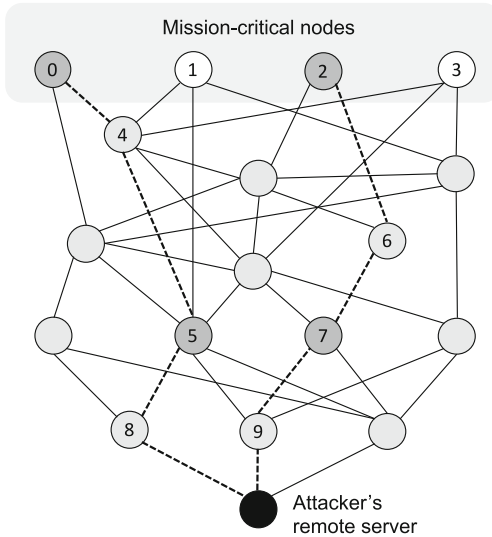 Mission-critical nodes
0 1 2 3
4
6
5 7
8 9
Attacker's
remote server